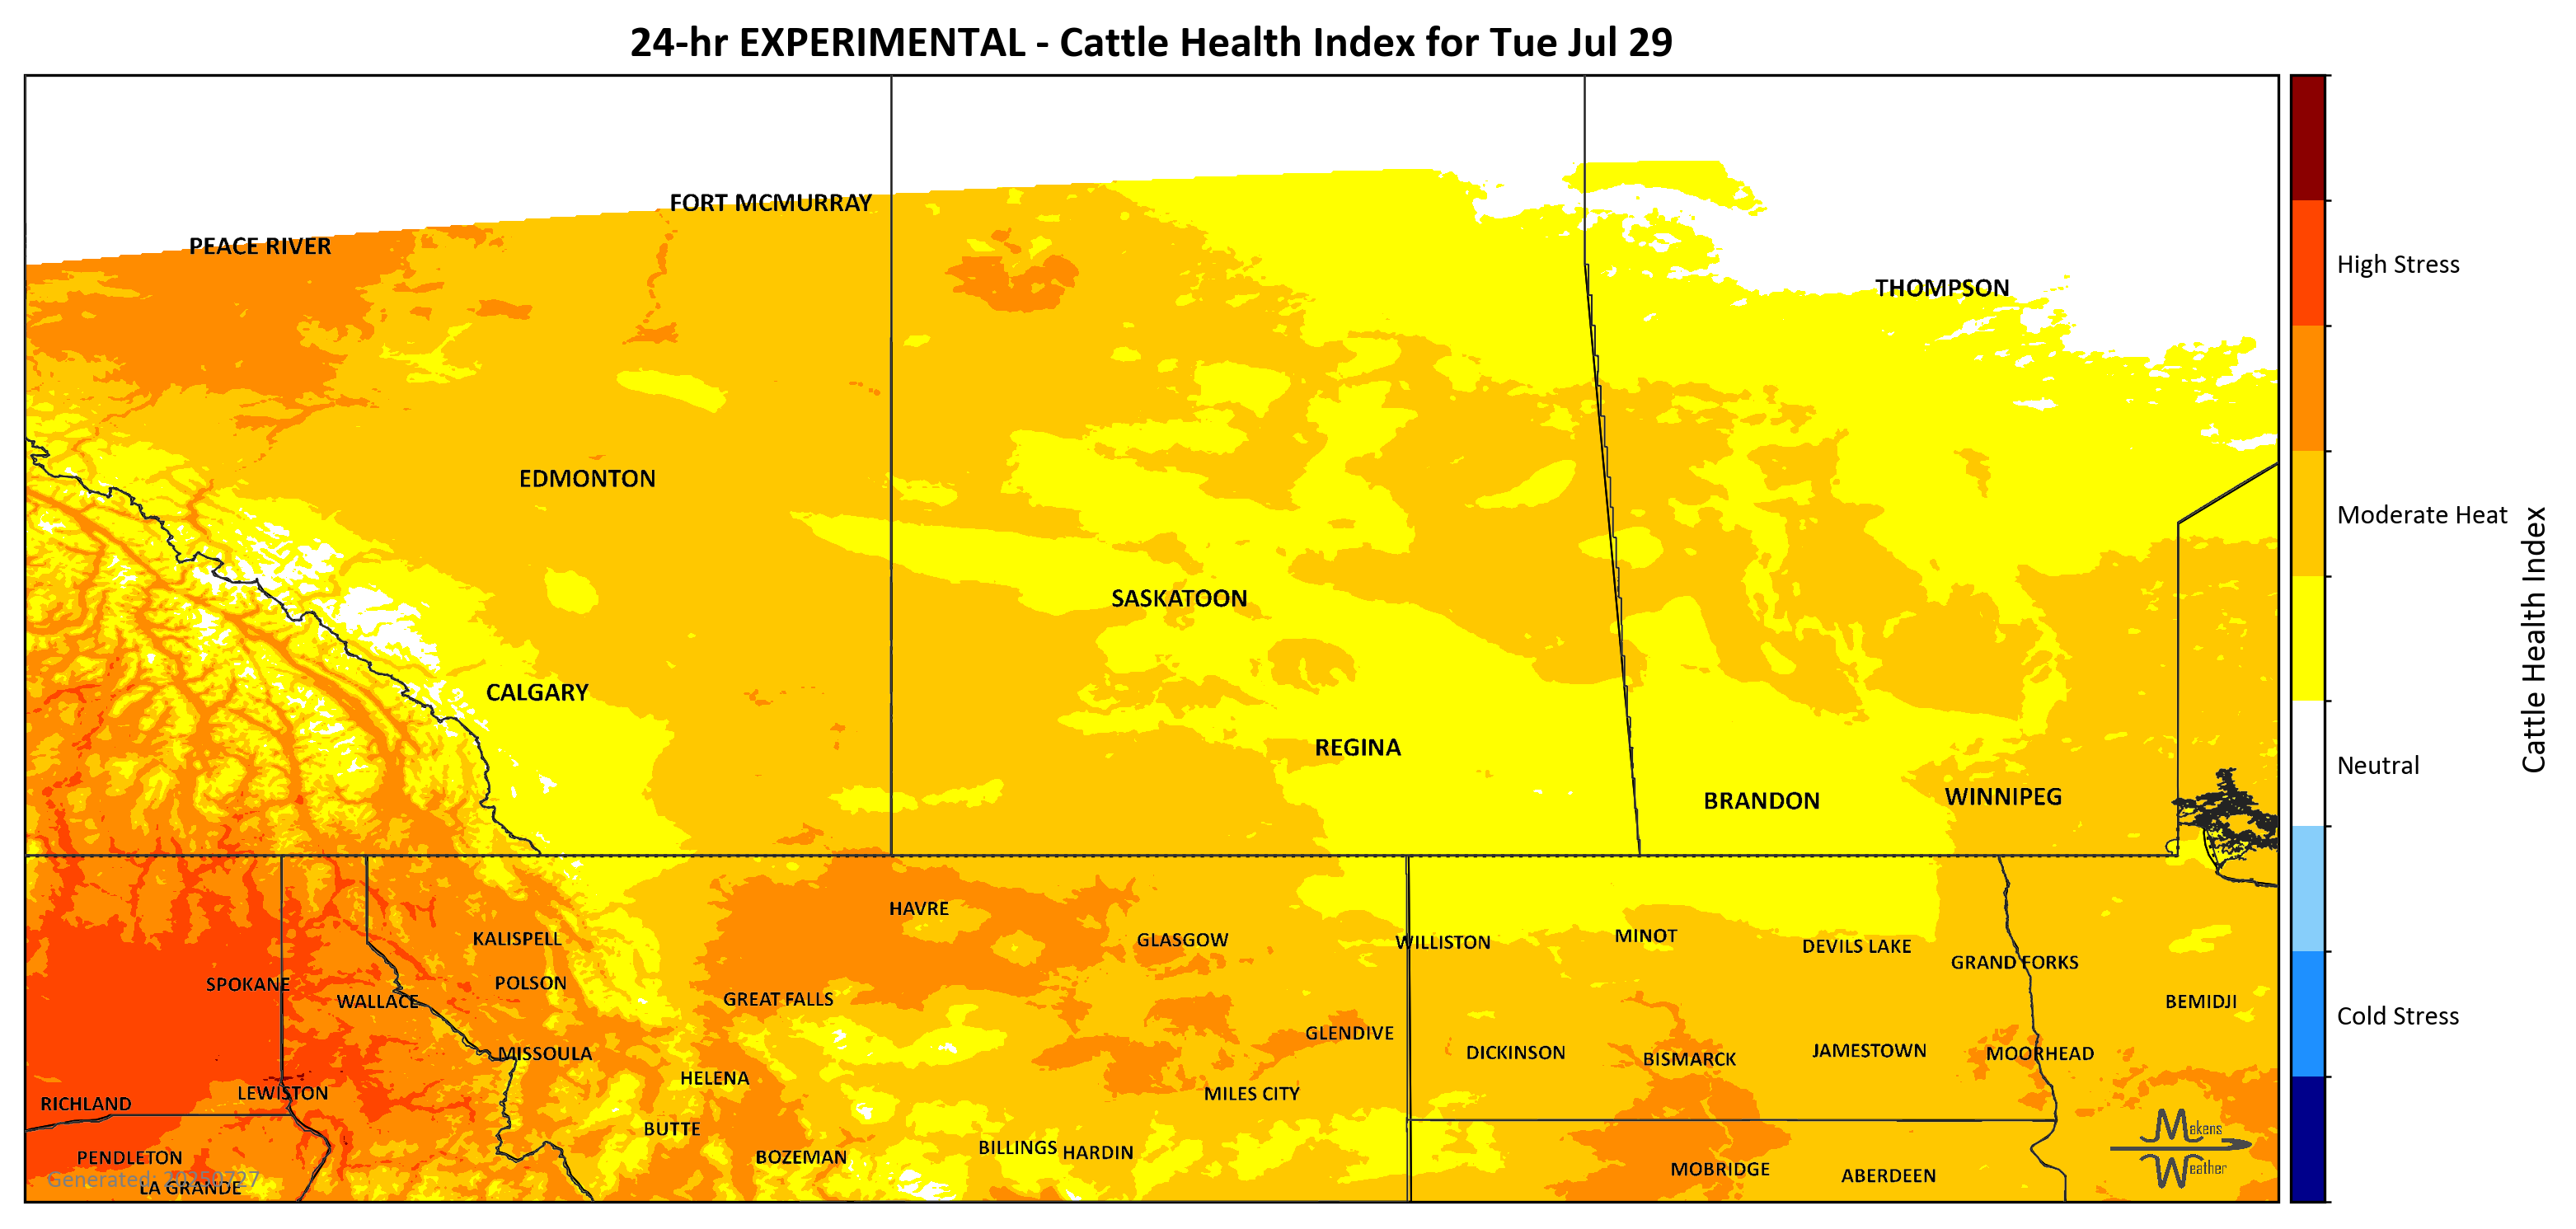 24-hr EXPERIMENTAL - Cattle Health Index for Tue Jul 29
FORT MCMURRAY
PEACE RIVER
THOMPSON
EDMONTON
SASKATOON
CALGARY
REGINA
BRANDON
WINNIPEG
HAVRE
KALISPELL
GLASGOW
WILLISTON
MINOT
DEVILS LAKE
GRAND FORKS
SPOKANE
POLSON
WALLACE
GREAT FALLS
BEMIDJI
GLENDIVE
MISSOULA
DICKINSON
BISMARCK
JAMESTOWN
MOORHEAD
HELENA
LEWISTON
MILES CITY
RICHLAND
BUTTE
BILLINGS
HARDIN
PENDLETON
BOZEMAN
MOBRIDGE
ABERDEEN
Generated: 20250727
LA GRANDE
Makens
Weather
High Stress
Moderate Heat
Neutral
Cold Stress
Cattle Health Index